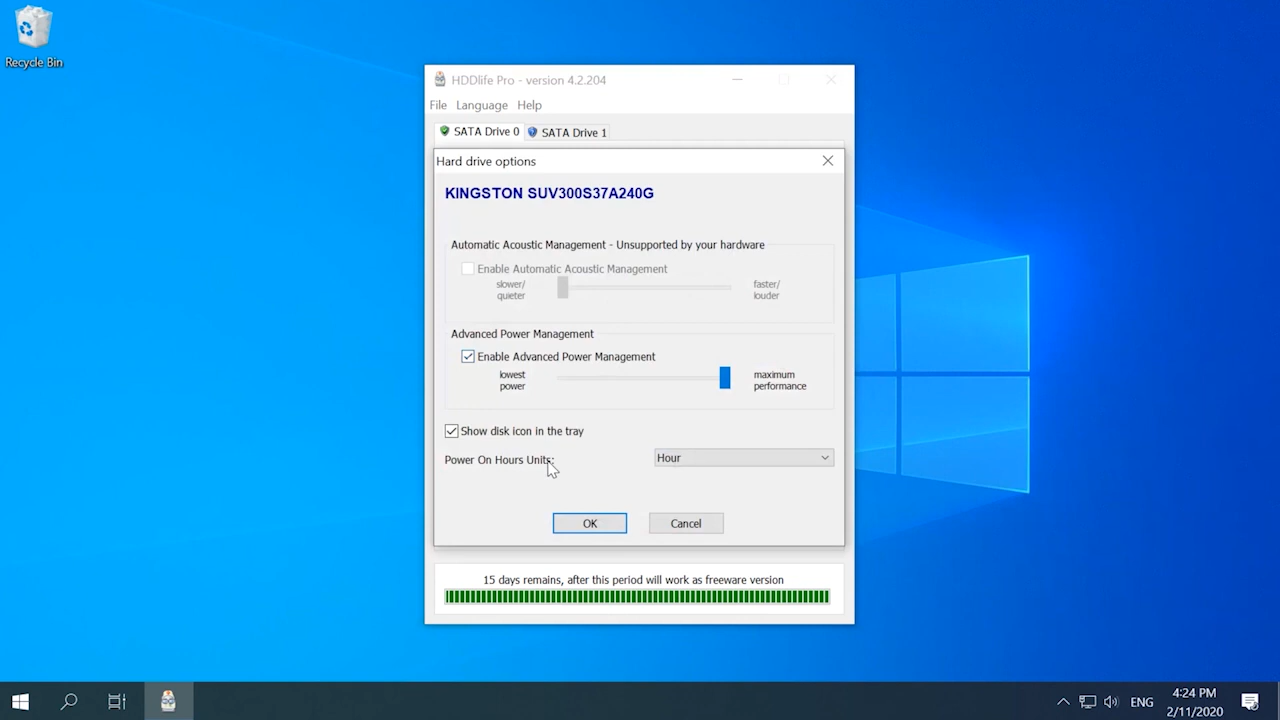 Recycle Bin
HDDlife Pro - version 4.2.204
File Language Help
SATA Drive 0 SATA Drive 1
Hard drive options
KINGSTON SUV300S37A240G
Automatic Acoustic Management - Unsupported by your hardware
Enable Automatic Acoustic Management
slower/ faster/
quieter louder
Advanced Power Management
Enable Advanced Power Management
lowest maximum
power performance
Show disk icon in the tray
Power On Hours Units: Hour
OK Cancel
15 days remains, after this period will work as freeware version
ENG
4:24 PM
2/11/2020